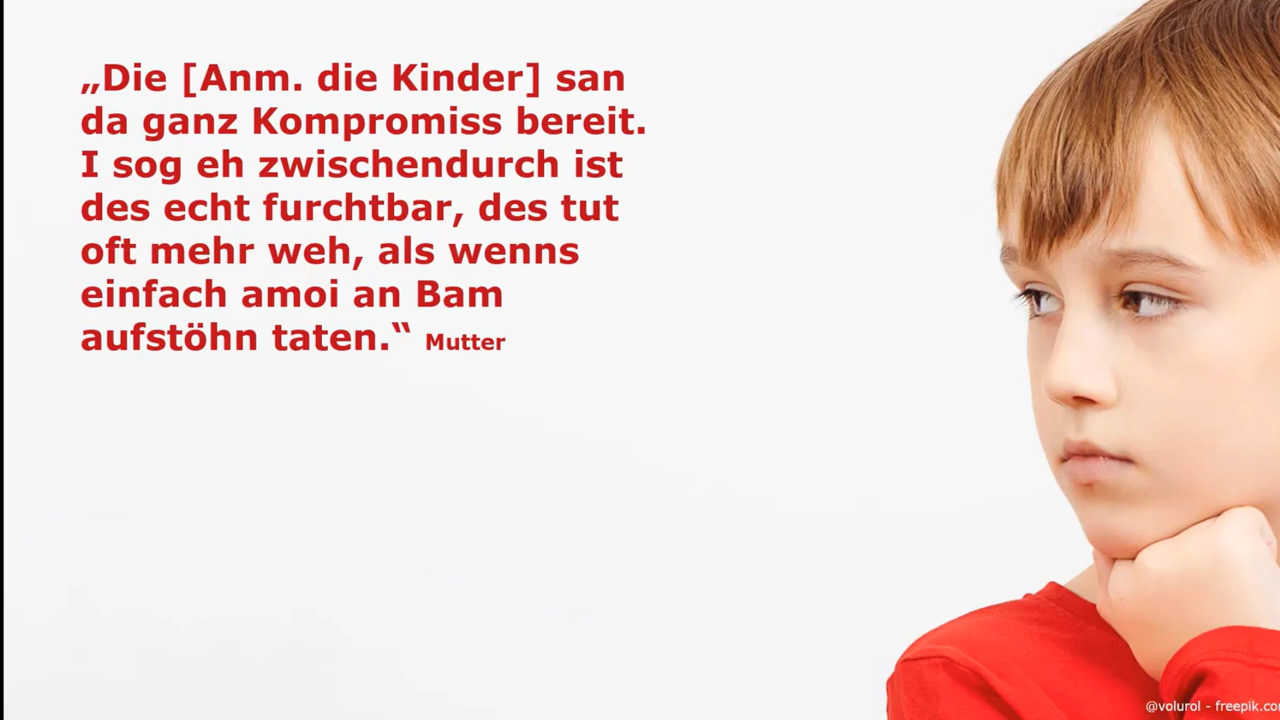 „Die [Anm. die Kinder] san
da ganz Kompromiss bereit.
I sog eh zwischendurch ist
des echt furchtbar, des tut
oft mehr weh, als wenns
einfach amoi an Bam
aufstöhn taten.“ Mutter
@volurol - freepik.co